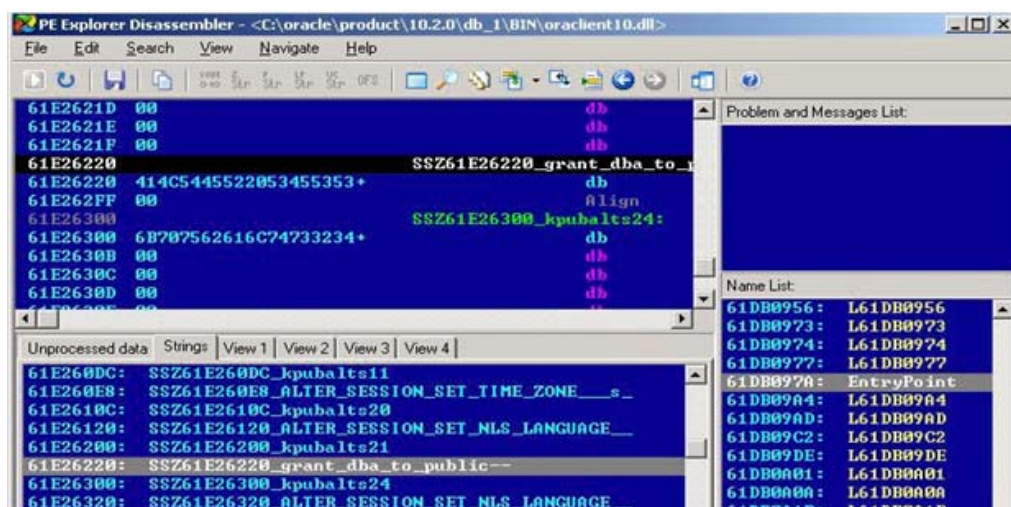 PE Explorer Disassembler - <C:\oracle\product\10.2.0\db_1\BIN\oraclient10.dll>
File Edit Search View Navigate Help
61E2621D 00 db
61E2621E 00 db
61E2621F 00 db
61E26220 SSZ61E26220_grant_dba_to_p
61E26220 414C5445522053455353+ db
61E262FF 00 Align
61E26300 SSZ61E26300_kpubalts24:
61E26300 6B707562616C74733234+ db
61E2630B 00 db
61E2630C 00 db
61E2630D 00 db
Problem and Messages List:
Unprocessed data Strings View 1 View 2 View 3 View 4
61E260DC: SSZ61E260DC_kpubalts11
61E260E8: SSZ61E260E8_ALTER_SESSION_SET_TIME_ZONE___s_
61E2610C: SSZ61E2610C_kpubalts20
61E26120: SSZ61E26120_ALTER_SESSION_SET_NLS_LANGUAGE__
61E26200: SSZ61E26200_kpubalts21
61E26220: SSZ61E26220_grant_dba_to_public--
61E26300: SSZ61E26300_kpubalts24
61E26320: SSZ61E26320_ALTER_SESSION_SET_NLS_LANGUAGE__
Name List:
61DB0956: L61DB0956
61DB0973: L61DB0973
61DB0974: L61DB0974
61DB0977: L61DB0977
61DB097A: EntryPoint
61DB09A4: L61DB09A4
61DB09AD: L61DB09AD
61DB09C2: L61DB09C2
61DB09DE: L61DB09DE
61DB0A01: L61DB0A01
61DB0A0A: L61DB0A0A